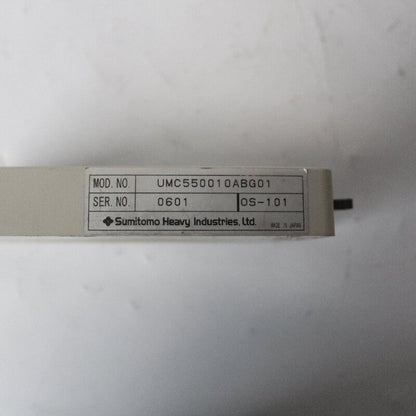 MOD. NO. UMC550010ABG01
SER. NO. 0601 OS-101
Sumitomo Heavy Industries, Ltd. MADE IN JAPAN